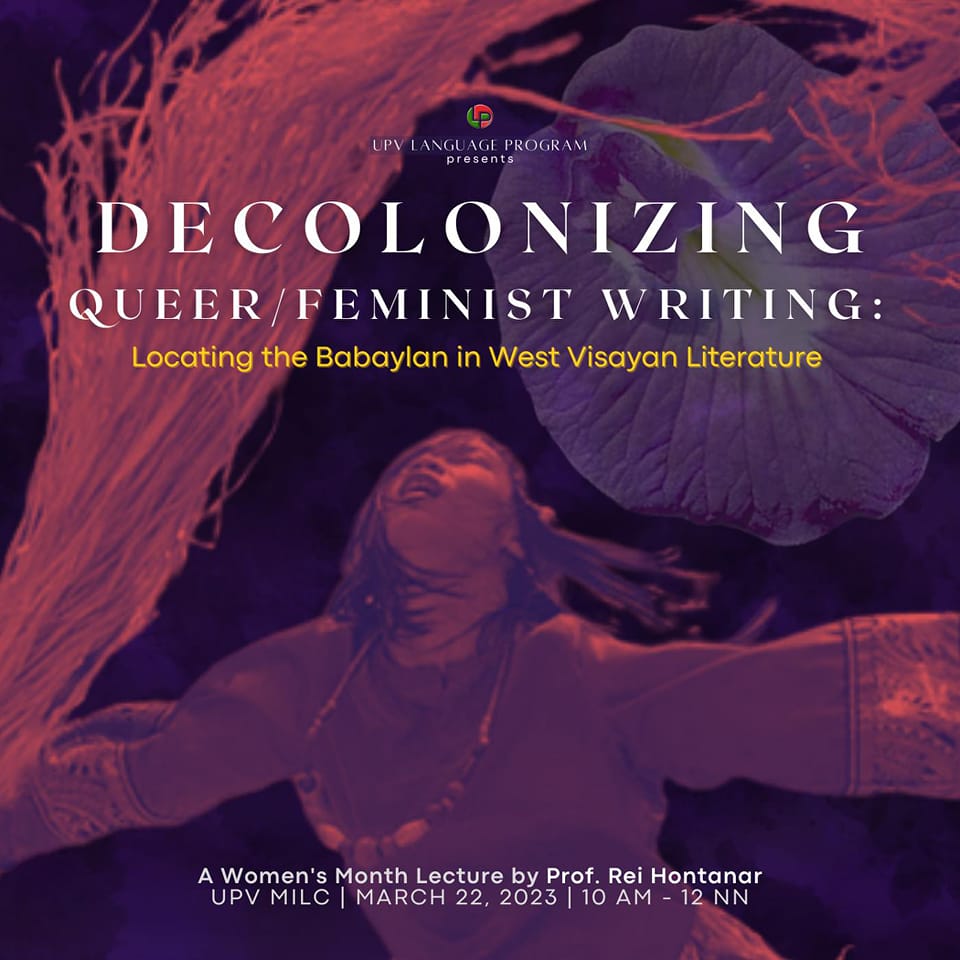 UPV LANGUAGE PROGRAM
presents
DECOLONIZING
QUEER/FEMINIST WRITING:
Locating the Babaylan in West Visayan Literature
A Women's Month Lecture by Prof. Rei Hontanar
UPV MILC | MARCH 22, 2023 | 10 AM - 12 NN